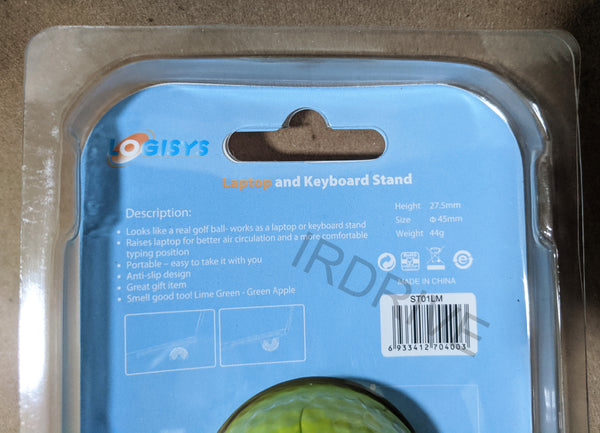 LOGISYS
Laptop and Keyboard Stand
Description:
• Looks like a real golf ball- works as a laptop or keyboard stand
• Raises laptop for better air circulation and a more comfortable
typing position
• Portable – easy to take it with you
• Anti-slip design
• Great gift item
• Smell good too! Lime Green - Green Apple
Height 27.5mm
Size Φ 45mm
Weight 44g
RoHS
MADE IN CHINA
ST01LM
6 933412 704003
IRDRIVE